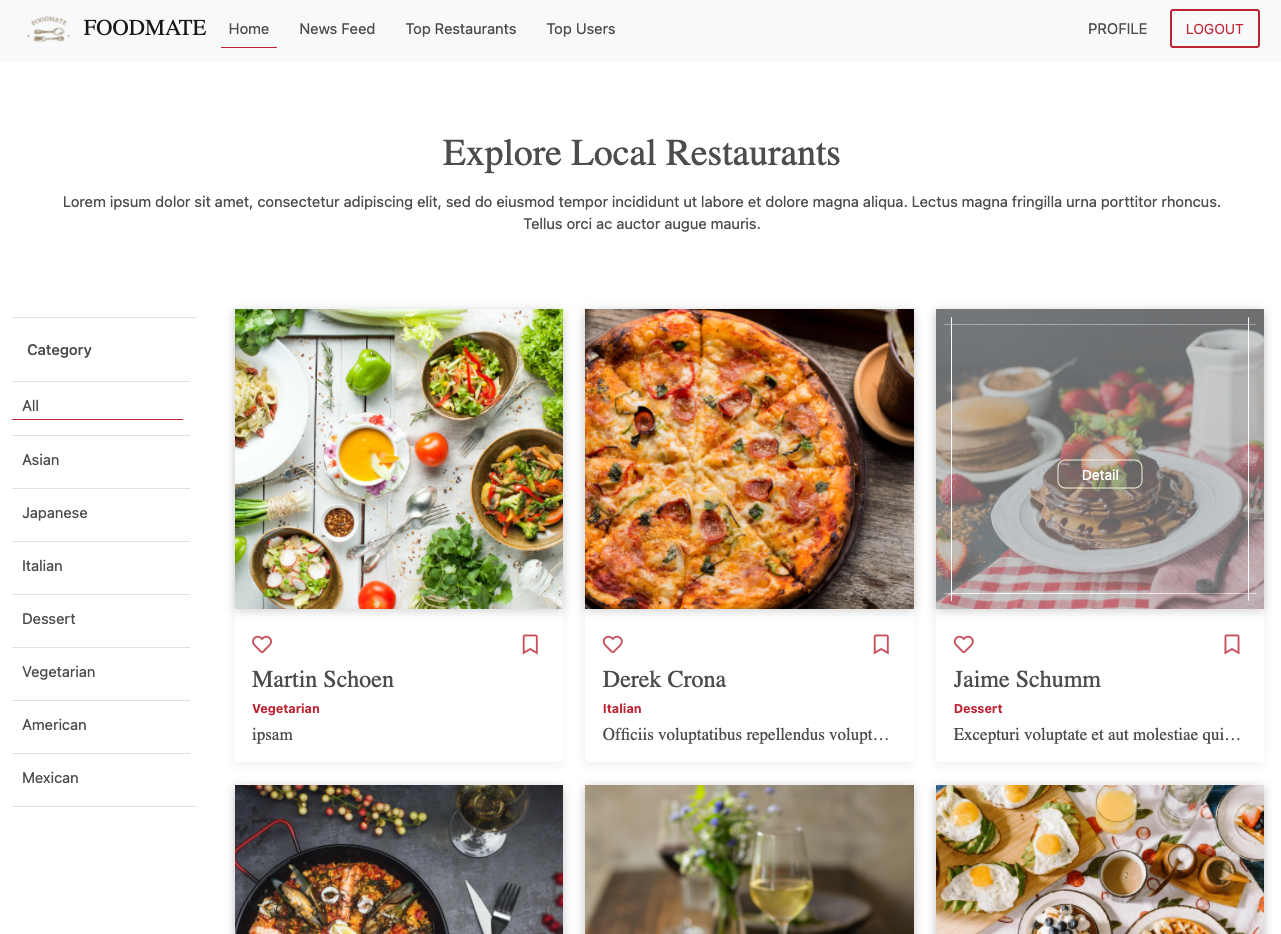 FOODMATE
FOODMATE
Home
News Feed
Top Restaurants
Top Users
PROFILE
LOGOUT
Explore Local Restaurants
Lorem ipsum dolor sit amet, consectetur adipiscing elit, sed do eiusmod tempor incididunt ut labore et dolore magna aliqua. Lectus magna fringilla urna porttitor rhoncus.
Tellus orci ac auctor augue mauris.
Category
All
Asian
Japanese
Italian
Dessert
Vegetarian
American
Mexican
Martin Schoen
Vegetarian
ipsam
Derek Crona
Italian
Officiis voluptatibus repellendus volupt…
Detail
Jaime Schumm
Dessert
Excepturi voluptate et aut molestiae qui…